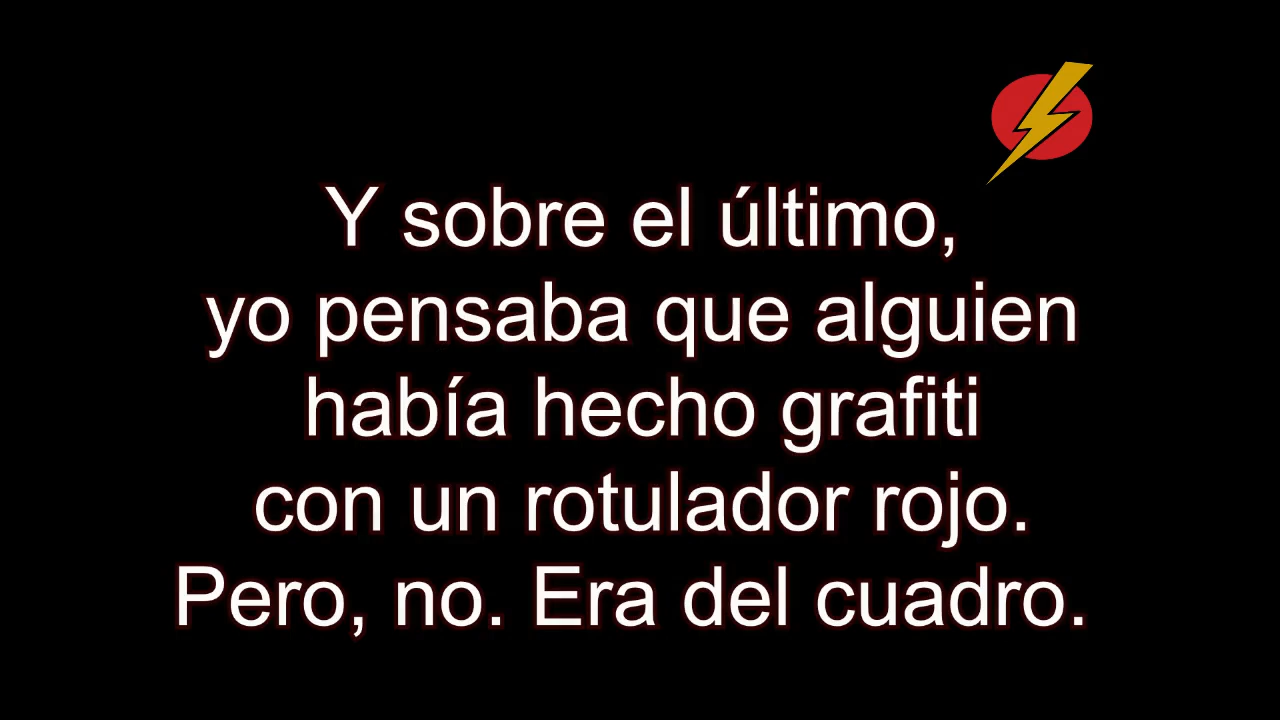 Y sobre el último,
yo pensaba que alguien
había hecho grafiti
con un rotulador rojo.
Pero, no. Era del cuadro.